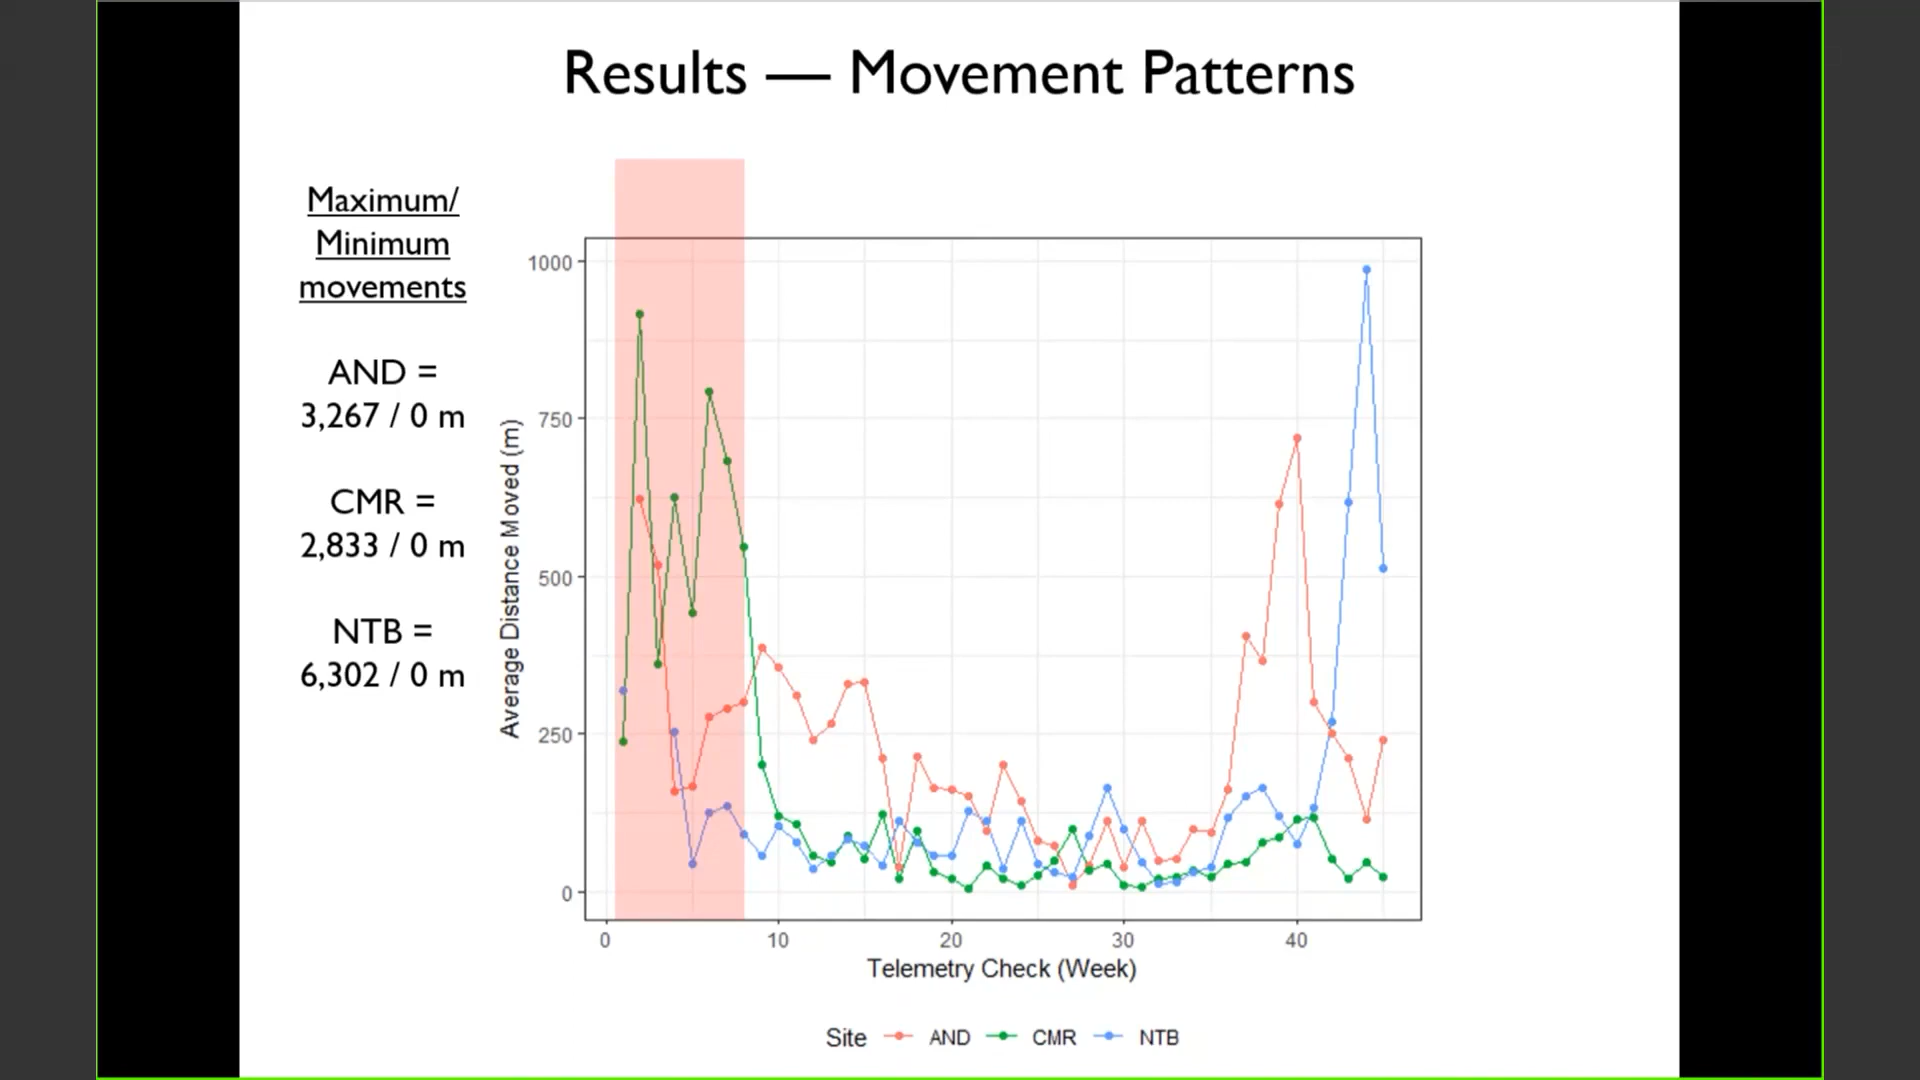 Results — Movement Patterns
Maximum/
Minimum
movements
AND =
3,267 / 0 m
CMR =
2,833 / 0 m
NTB =
6,302 / 0 m
Average Distance Moved (m)
1000
750
500
250
0
0 10 20 30 40
Telemetry Check (Week)
Site AND CMR NTB